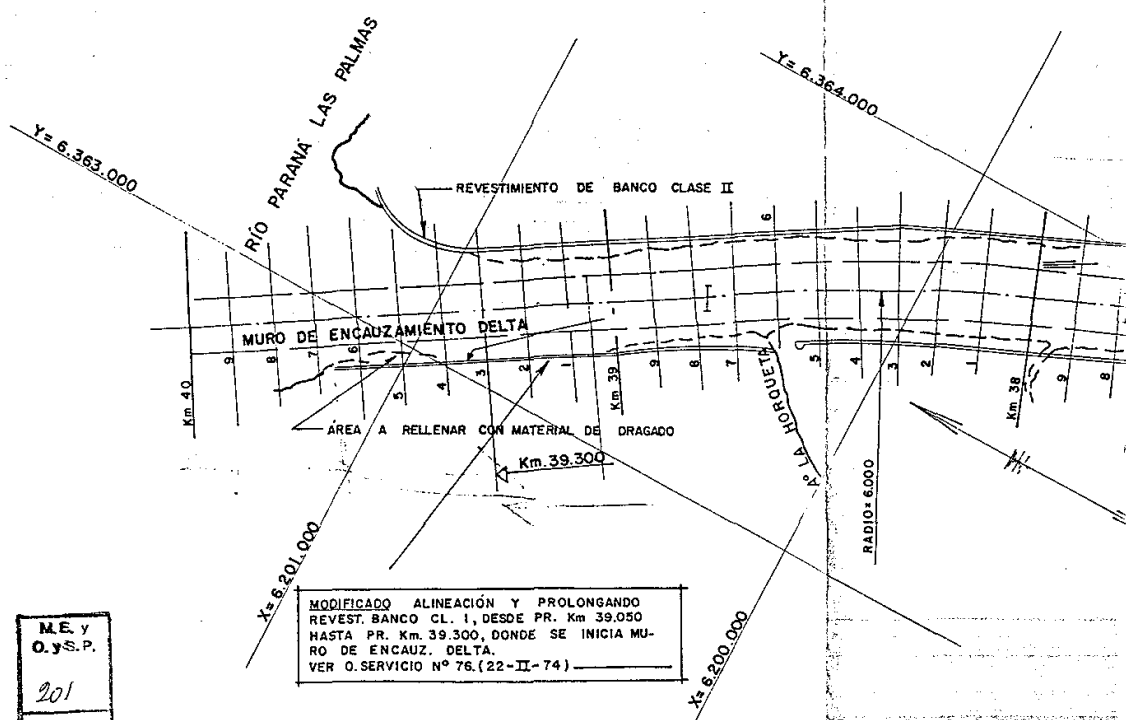 RÍO PARANÁ LAS PALMAS
Y= 6.363.000
Y= 6.364.000
REVESTIMIENTO DE BANCO CLASE II
6
I
MURO DE ENCAUZAMIENTO DELTA
Km 40
9
8
7
6
5
4
3
2
1
Km 39
9
8
7
5
4
3
2
1
Km 38
9
8
ÁREA A RELLENAR CON MATERIAL DE DRAGADO
Km. 39.300
Aº LA HORQUETA
RADIO=6.000
X= 6.201.000
X= 6.200.000
MODIFICADO ALINEACIÓN Y PROLONGANDO
REVEST. BANCO CL. 1, DESDE PR. Km 39.050
HASTA PR. Km. 39.300, DONDE SE INICIA MU-
RO DE ENCAUZ. DELTA.
VER O. SERVICIO Nº 76.(22-II-74)
M.E. y
O. y S.P.
201